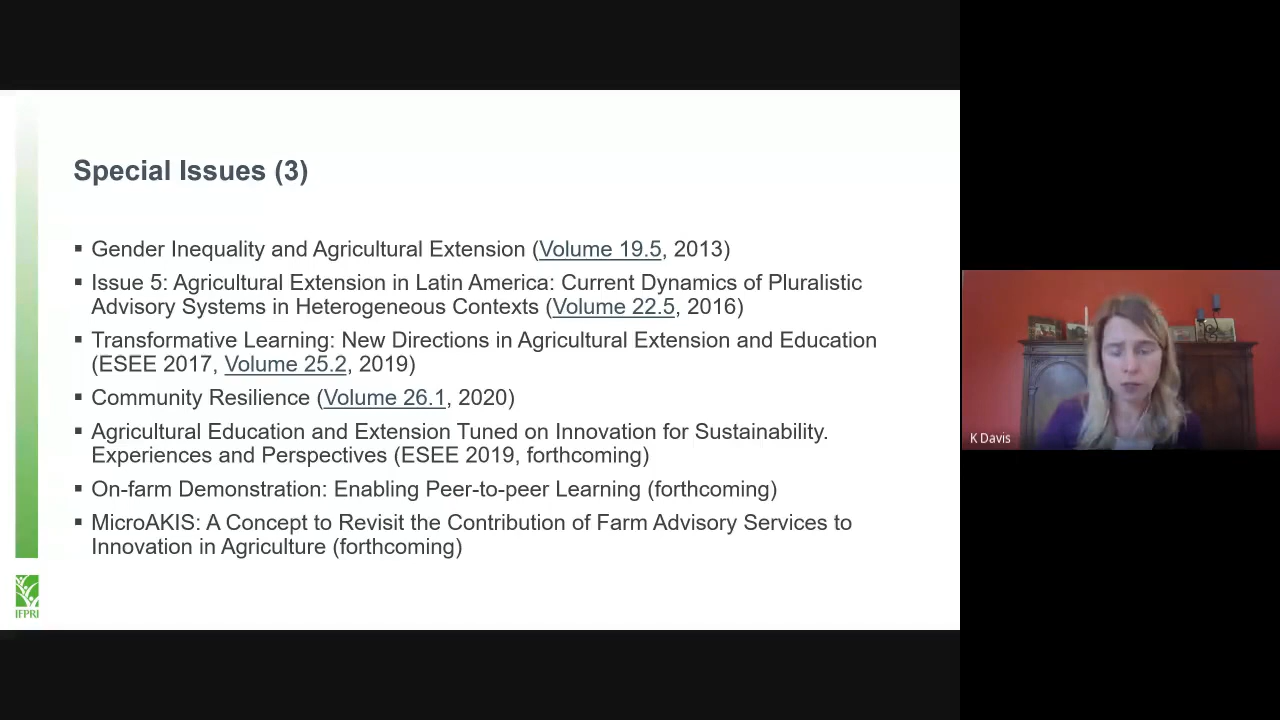 Special Issues (3)
▪ Gender Inequality and Agricultural Extension (Volume 19.5, 2013)
▪ Issue 5: Agricultural Extension in Latin America: Current Dynamics of Pluralistic
Advisory Systems in Heterogeneous Contexts (Volume 22.5, 2016)
▪ Transformative Learning: New Directions in Agricultural Extension and Education
(ESEE 2017, Volume 25.2, 2019)
▪ Community Resilience (Volume 26.1, 2020)
▪ Agricultural Education and Extension Tuned on Innovation for Sustainability.
Experiences and Perspectives (ESEE 2019, forthcoming)
▪ On-farm Demonstration: Enabling Peer-to-peer Learning (forthcoming)
▪ MicroAKIS: A Concept to Revisit the Contribution of Farm Advisory Services to
Innovation in Agriculture (forthcoming)
IFPRI
K Davis